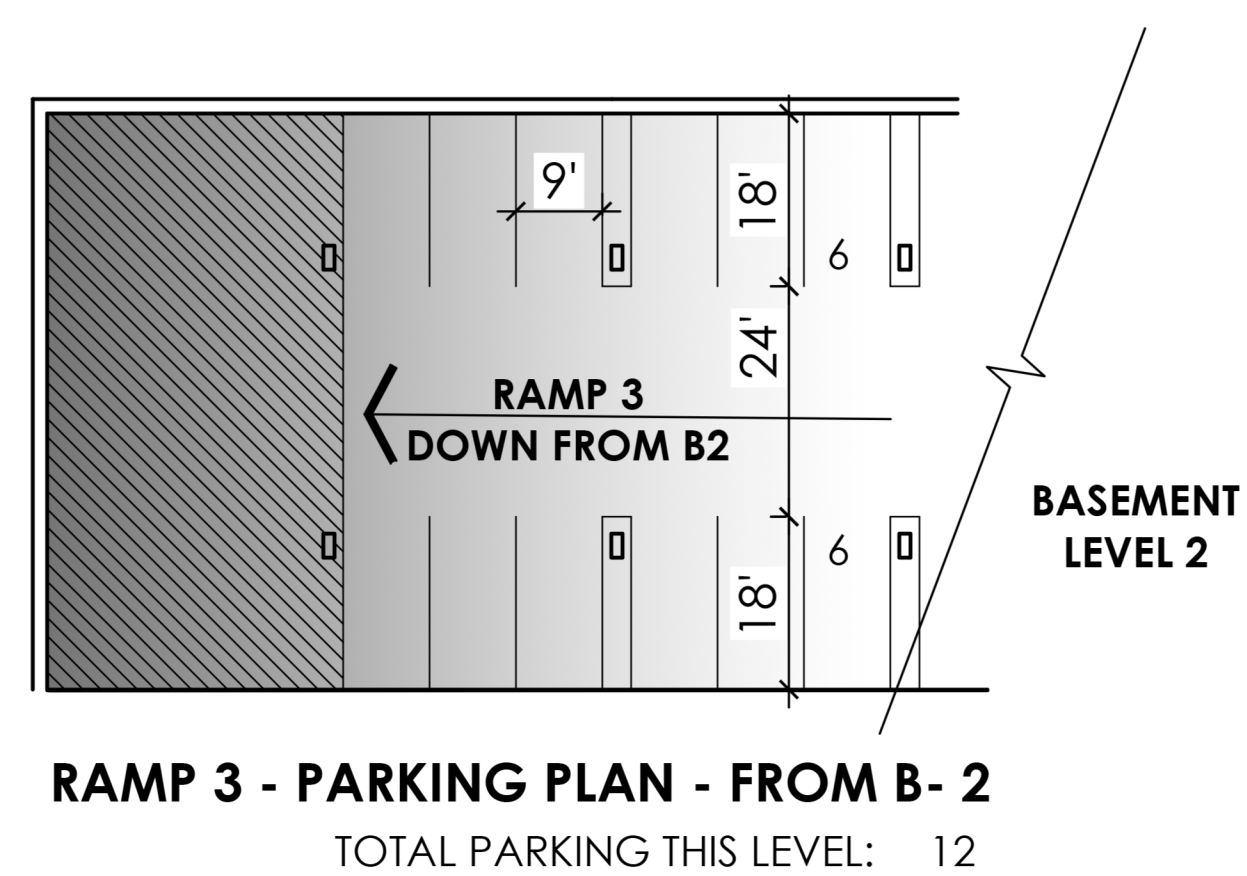 9'
18'
6
24'
RAMP 3
DOWN FROM B2
BASEMENT
LEVEL 2
6
18'
RAMP 3 - PARKING PLAN - FROM B- 2
TOTAL PARKING THIS LEVEL: 12